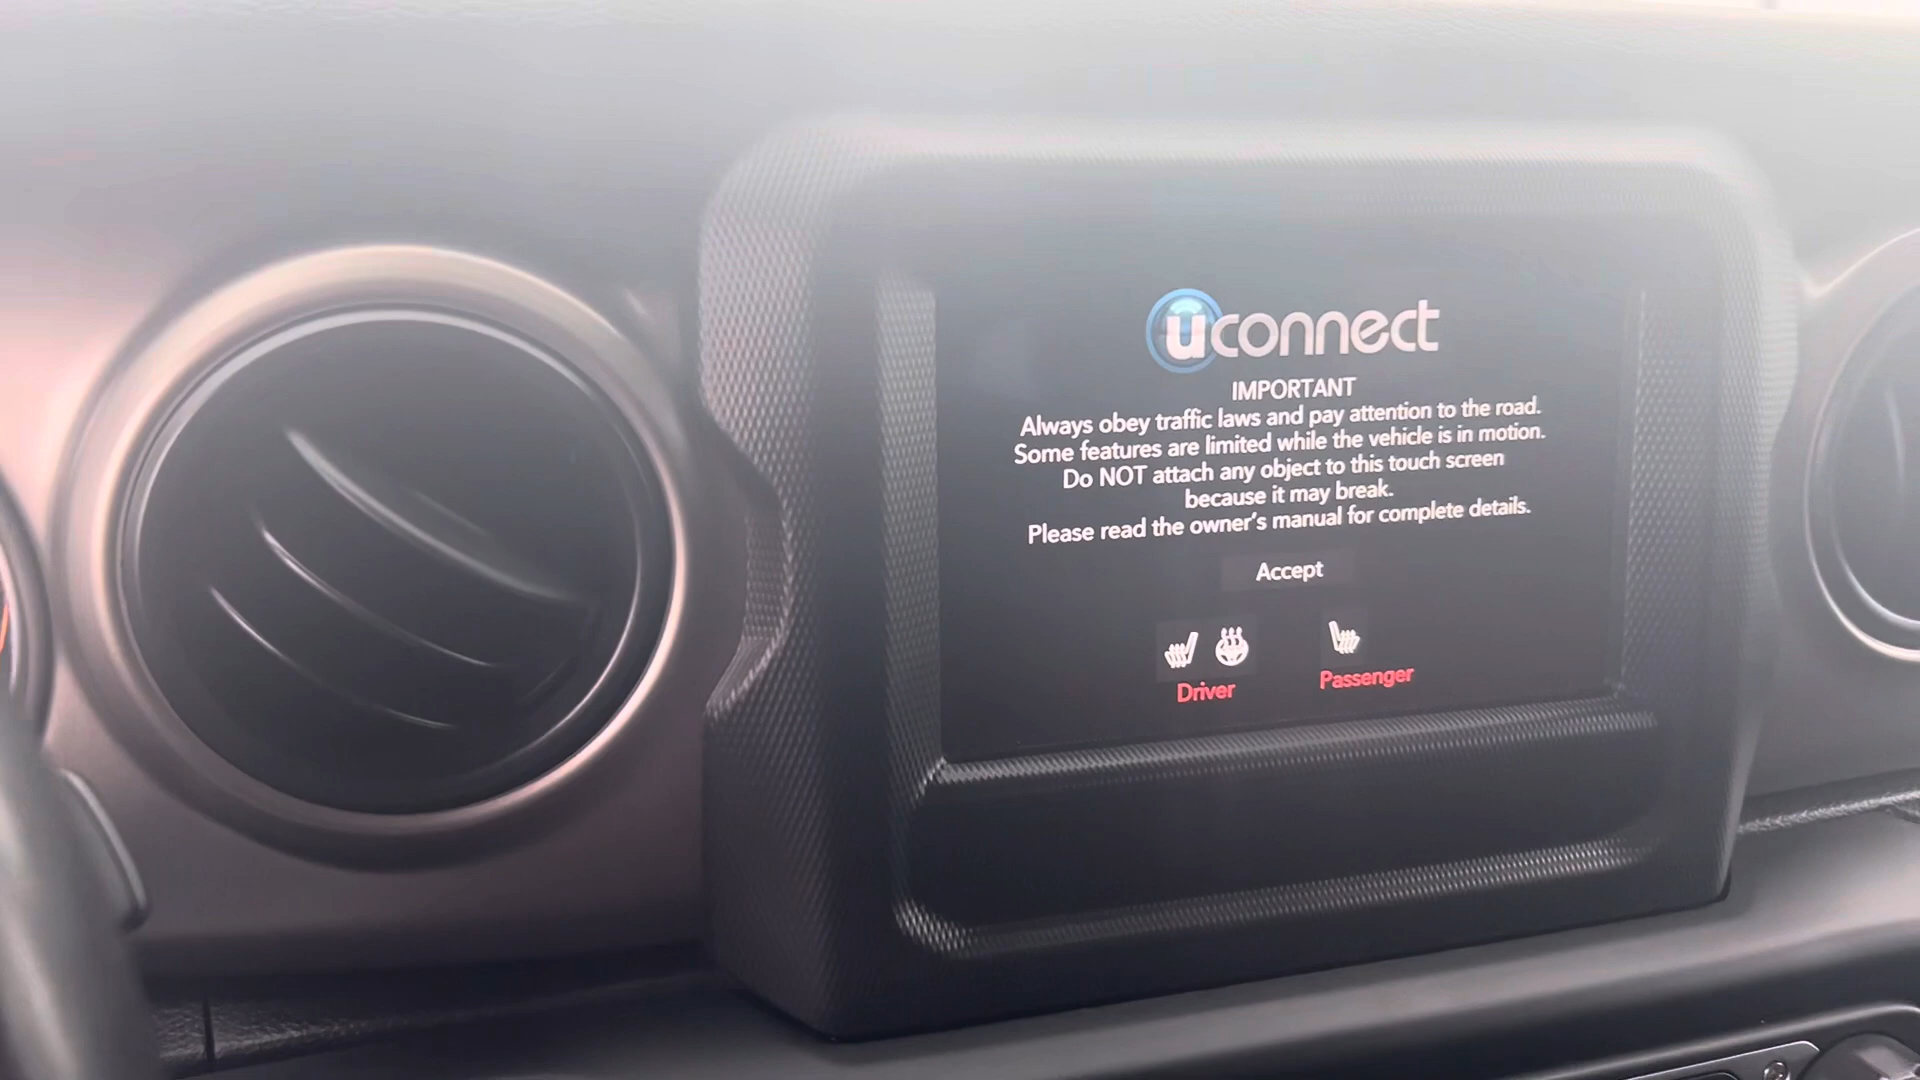 uconnect
IMPORTANT
Always obey traffic laws and pay attention to the road.
Some features are limited while the vehicle is in motion.
Do NOT attach any object to this touch screen
because it may break.
Please read the owner's manual for complete details.
Accept
Driver
Passenger